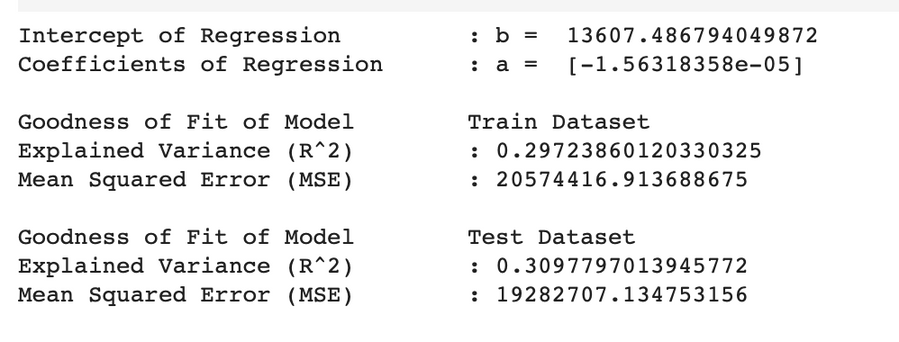 Intercept of Regression : b = 13607.486794049872
Coefficients of Regression : a = [-1.56318358e-05]
Goodness of Fit of Model Train Dataset
Explained Variance (R^2) : 0.29723860120330325
Mean Squared Error (MSE) : 20574416.913688675
Goodness of Fit of Model Test Dataset
Explained Variance (R^2) : 0.3097797013945772
Mean Squared Error (MSE) : 19282707.134753156